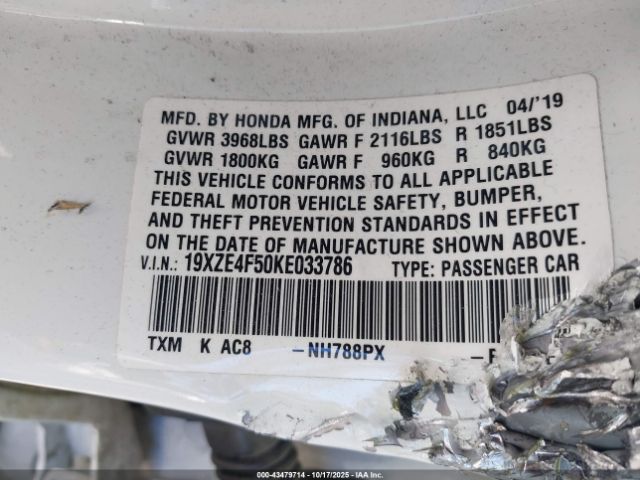 MFD. BY HONDA MFG. OF INDIANA, LLC 04/'19
GVWR 3968LBS GAWR F 2116LBS R 1851LBS
GVWR 1800KG GAWR F 960KG R 840KG
THIS VEHICLE CONFORMS TO ALL APPLICABLE
FEDERAL MOTOR VEHICLE SAFETY, BUMPER,
AND THEFT PREVENTION STANDARDS IN EFFECT
ON THE DATE OF MANUFACTURE SHOWN ABOVE.
V.I.N.: 19XZE4F50KE033786 TYPE: PASSENGER CAR
TXM K AC8 -NH788PX
000-43479714 - 10/17/2025 - IAA Inc.